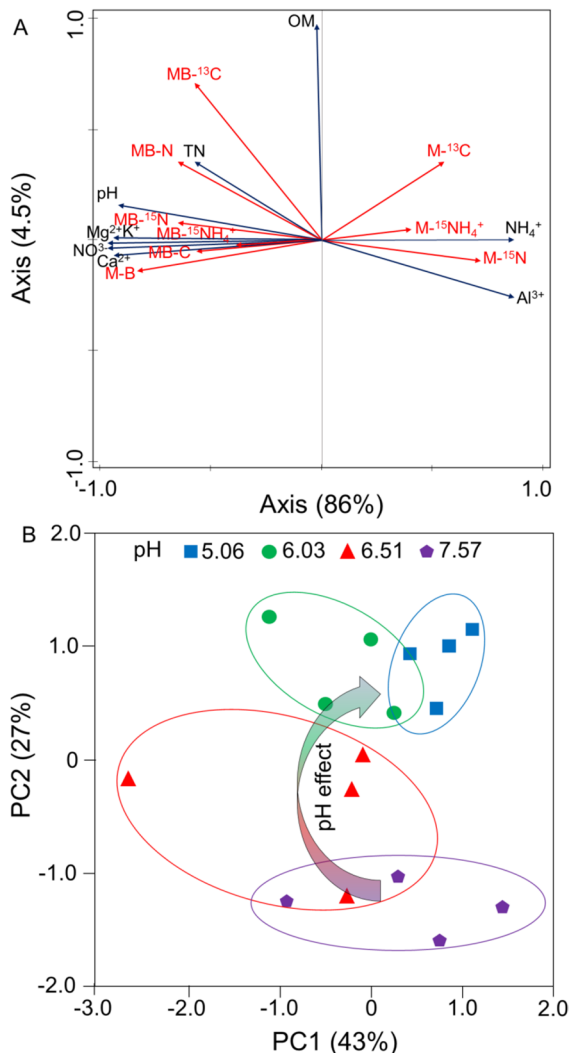 A
1.0
OM
MB-¹³C
MB-N
TN
M-¹³C
pH
MB-¹⁵N
M-¹⁵NH₄⁺
NH₄⁺
Mg²⁺K⁺
MB-¹⁵NH₄⁺
NO³⁻
MB-C
M-¹⁵N
Ca²⁺
M-B
Al³⁺
Axis (4.5%)
-1.0
-1.0
1.0
Axis (86%)
B
2.0
pH 5.06 6.03 6.51 7.57
1.0
0
-1.0
-2.0
PC2 (27%)
pH effect
-3.0 -2.0 -1.0 0 1.0 2.0
PC1 (43%)